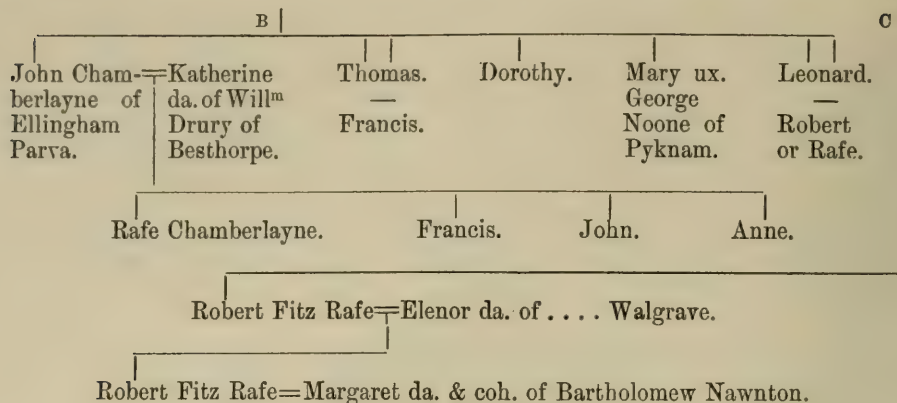 B C
John Cham-
berlayne of
Ellingham
Parva.
Katherine
da. of Willm
Drury of
Besthorpe.
Thomas.
—
Francis.
Dorothy.
Mary ux.
George
Noone of
Pyknam.
Leonard.
—
Robert
or Rafe.
Rafe Chamberlayne. Francis. John. Anne.
Robert Fitz Rafe=Elenor da. of .... Walgrave.
Robert Fitz Rafe=Margaret da. & coh. of Bartholomew Nawnton.